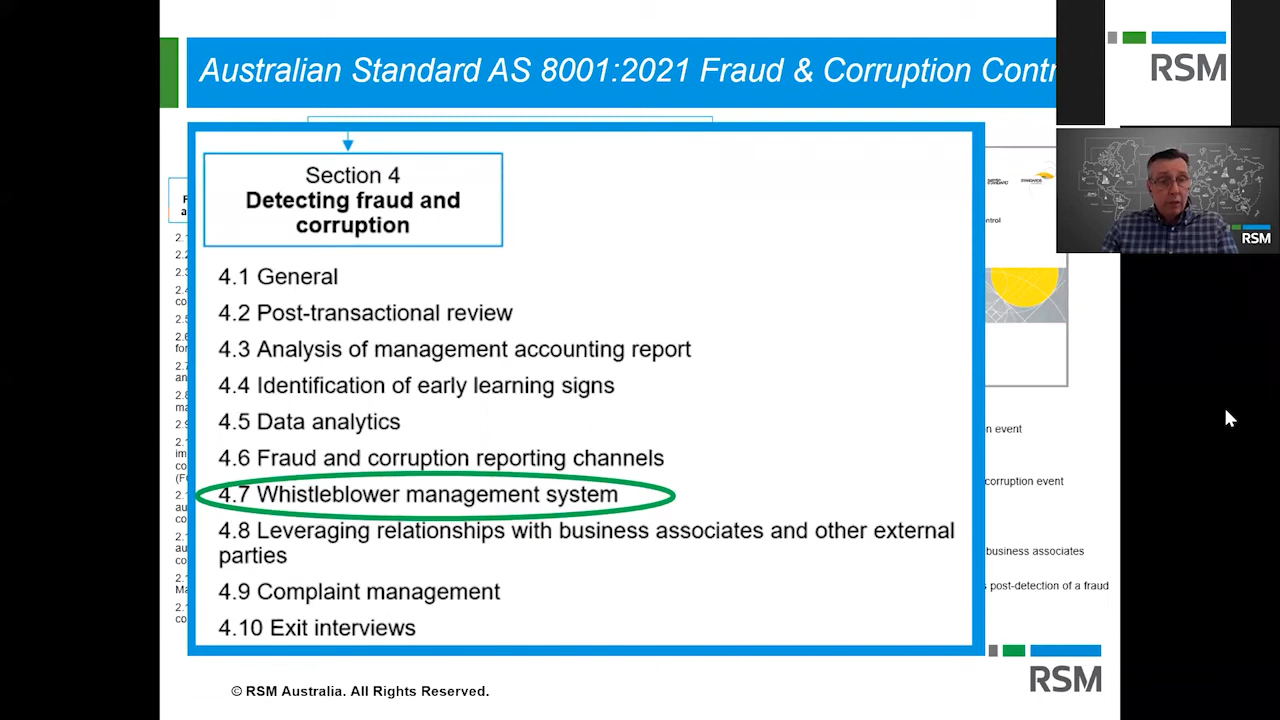 Australian Standard AS 8001:2021 Fraud & Corruption Contr
RSM
RSM
Section 4
Detecting fraud and
corruption
4.1 General
4.2 Post-transactional review
4.3 Analysis of management accounting report
4.4 Identification of early learning signs
4.5 Data analytics
4.6 Fraud and corruption reporting channels
4.7 Whistleblower management system
4.8 Leveraging relationships with business associates and other external
parties
4.9 Complaint management
4.10 Exit interviews
event
corruption event
business associates
post-detection of a fraud
© RSM Australia. All Rights Reserved.
RSM